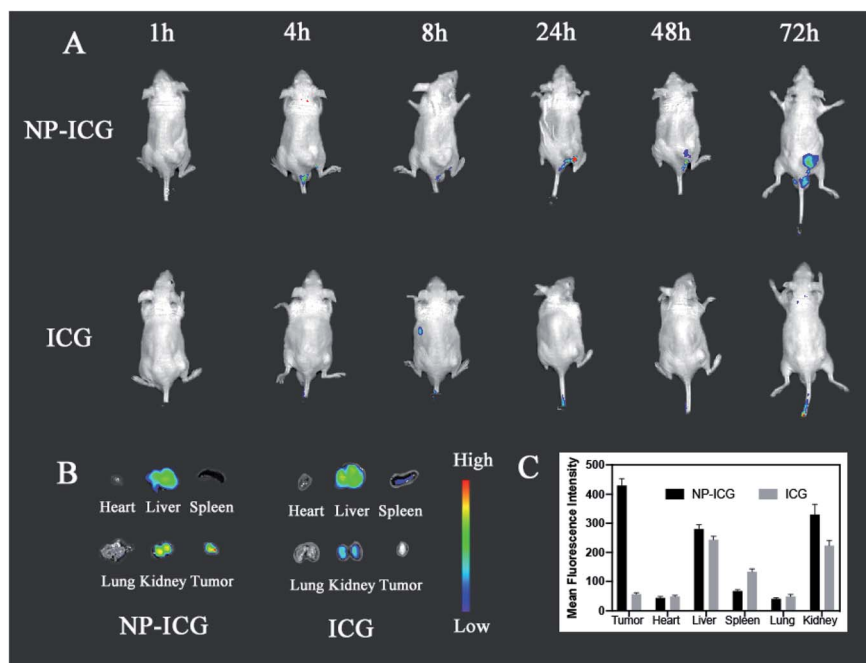 A
1h 4h 8h 24h 48h 72h
NP-ICG
ICG
B
Heart Liver Spleen
Lung Kidney Tumor
NP-ICG
Heart Liver Spleen
Lung Kidney Tumor
ICG
High
Low
C
Mean Fluorescence Intensity
500
400
300
200
100
0
NP-ICG ICG
Tumor Heart Liver Spleen Lung Kidney